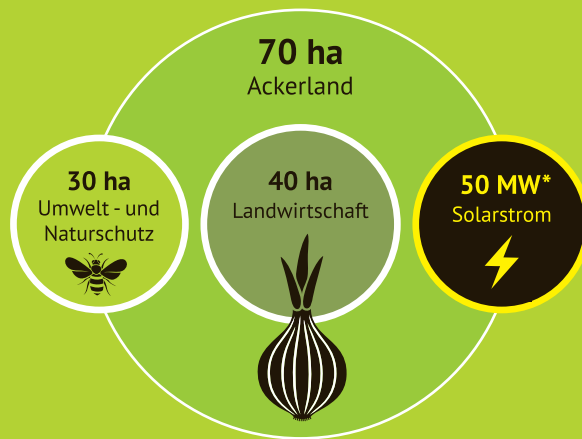 70 ha
Ackerland
30 ha
Umwelt - und
Naturschutz
40 ha
Landwirtschaft
50 MW*
Solarstrom